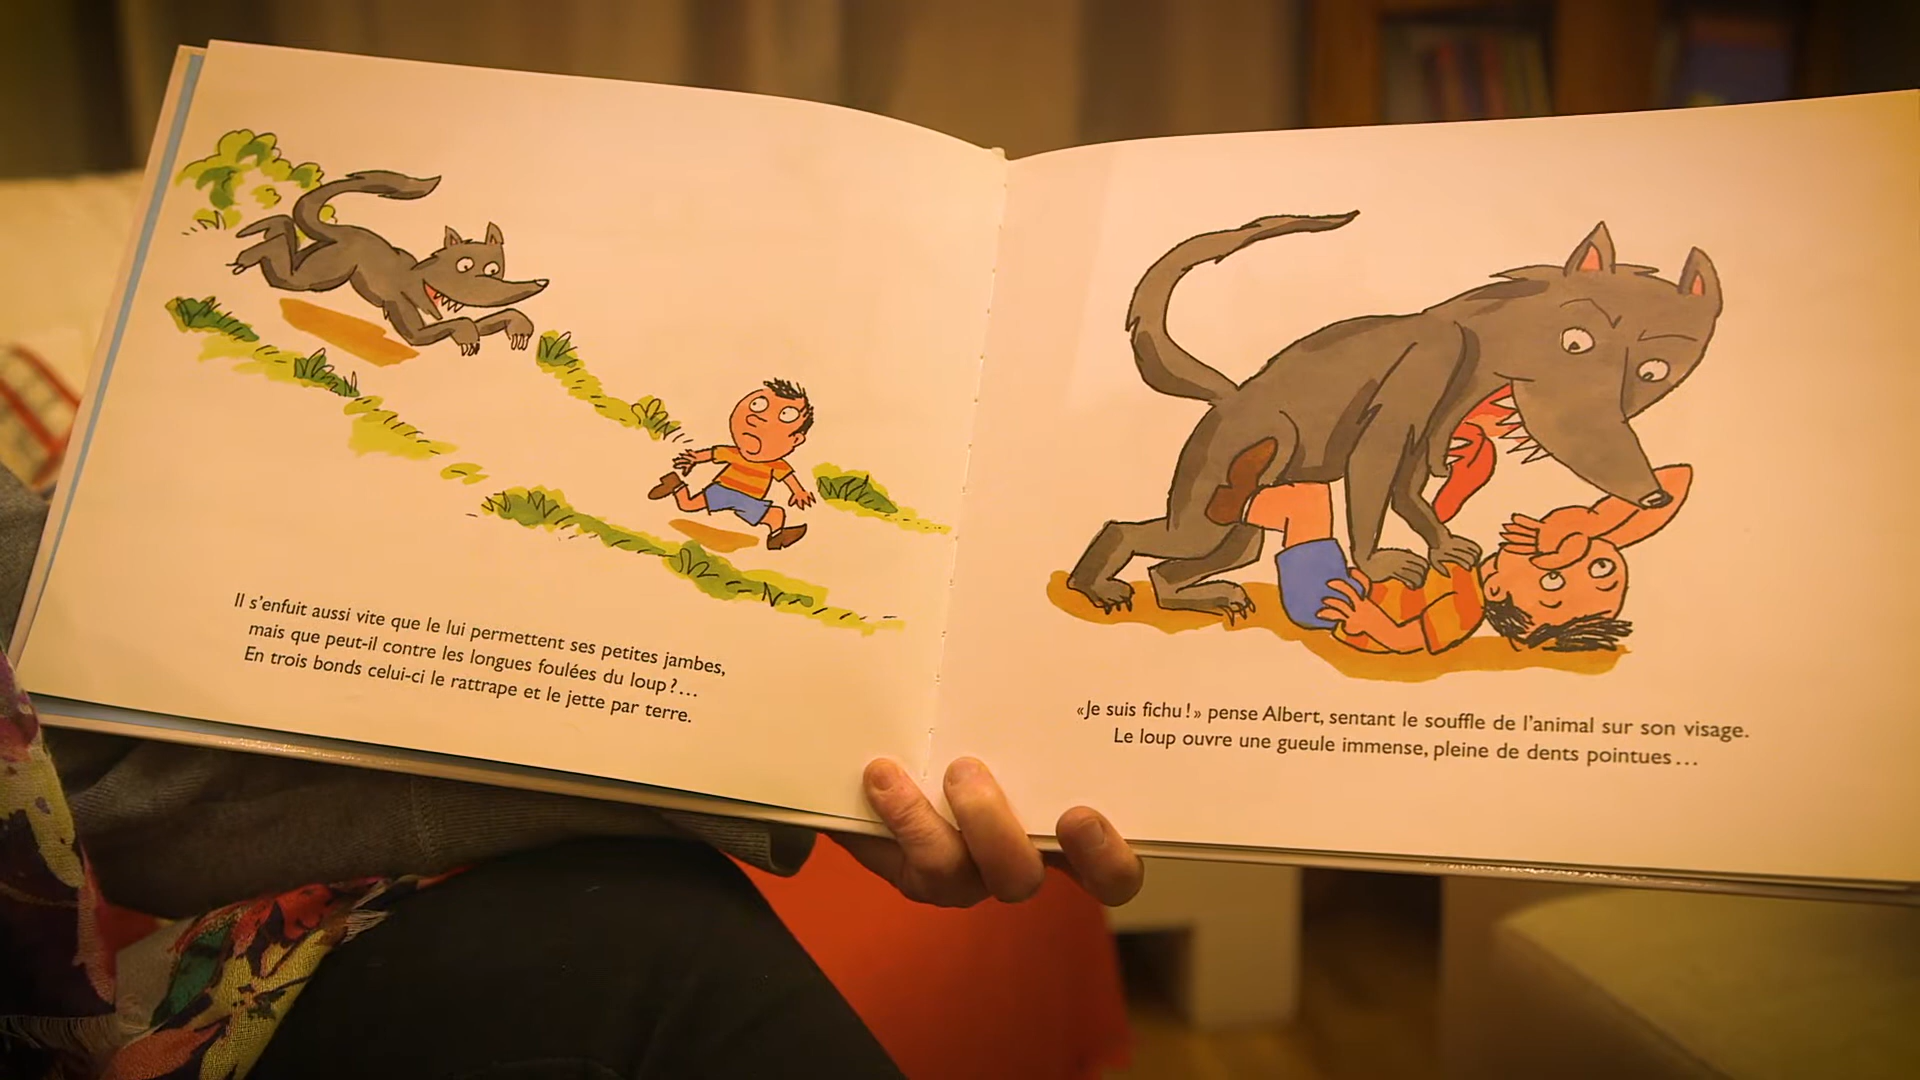 Il s'enfuit aussi vite que le lui permettent ses petites jambes,
mais que peut-il contre les longues foulées du loup ?...
En trois bonds celui-ci le rattrape et le jette par terre.
«Je suis fichu !» pense Albert, sentant le souffle de l'animal sur son visage.
Le loup ouvre une gueule immense, pleine de dents pointues...